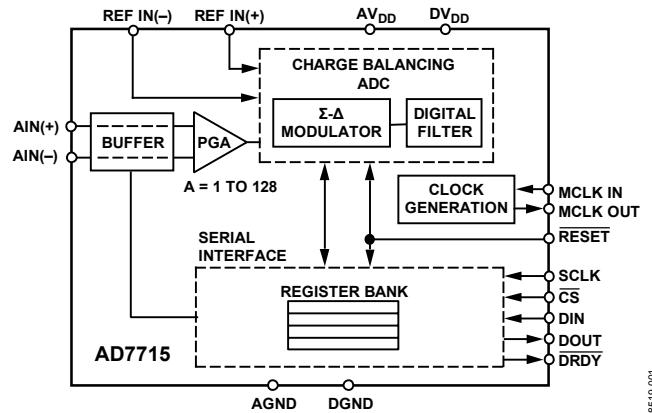 REF IN(–)
REF IN(+)
AVDD
DVDD
CHARGE BALANCING
ADC
Σ-Δ
MODULATOR
DIGITAL
FILTER
AIN(+)
AIN(–)
BUFFER
PGA
A = 1 TO 128
CLOCK
GENERATION
MCLK IN
MCLK OUT
RESET
SERIAL
INTERFACE
REGISTER BANK
SCLK
CS
DIN
DOUT
DRDY
AD7715
AGND
DGND